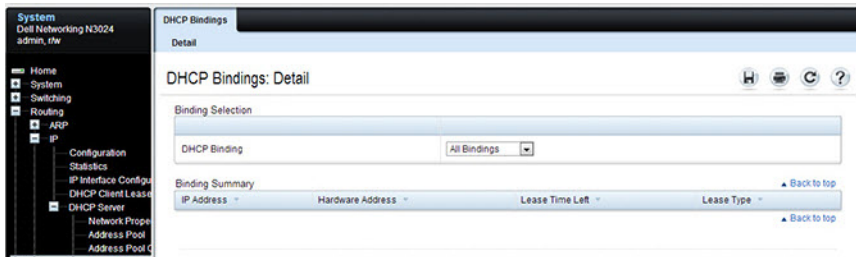 System
Dell Networking N3024
admin, r/w
Home
System
Switching
Routing
ARP
IP
Configuration
Statistics
IP Interface Configu
DHCP Client Lease
DHCP Server
Network Prope
Address Pool
Address Pool O
DHCP Bindings
Detail
DHCP Bindings: Detail
Binding Selection
DHCP Binding
All Bindings
Binding Summary
Back to top
IP Address
Hardware Address
Lease Time Left
Lease Type
Back to top